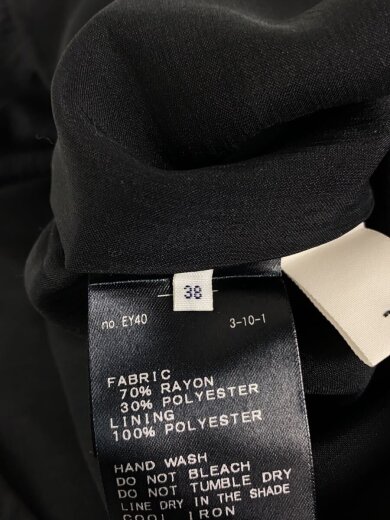 38
no. EY40 3-10-1
FABRIC
70% RAYON
30% POLYESTER
LINING
100% POLYESTER
HAND WASH
DO NOT BLEACH
DO NOT TUMBLE DRY
LINE DRY IN THE SHADE
COOL IRON